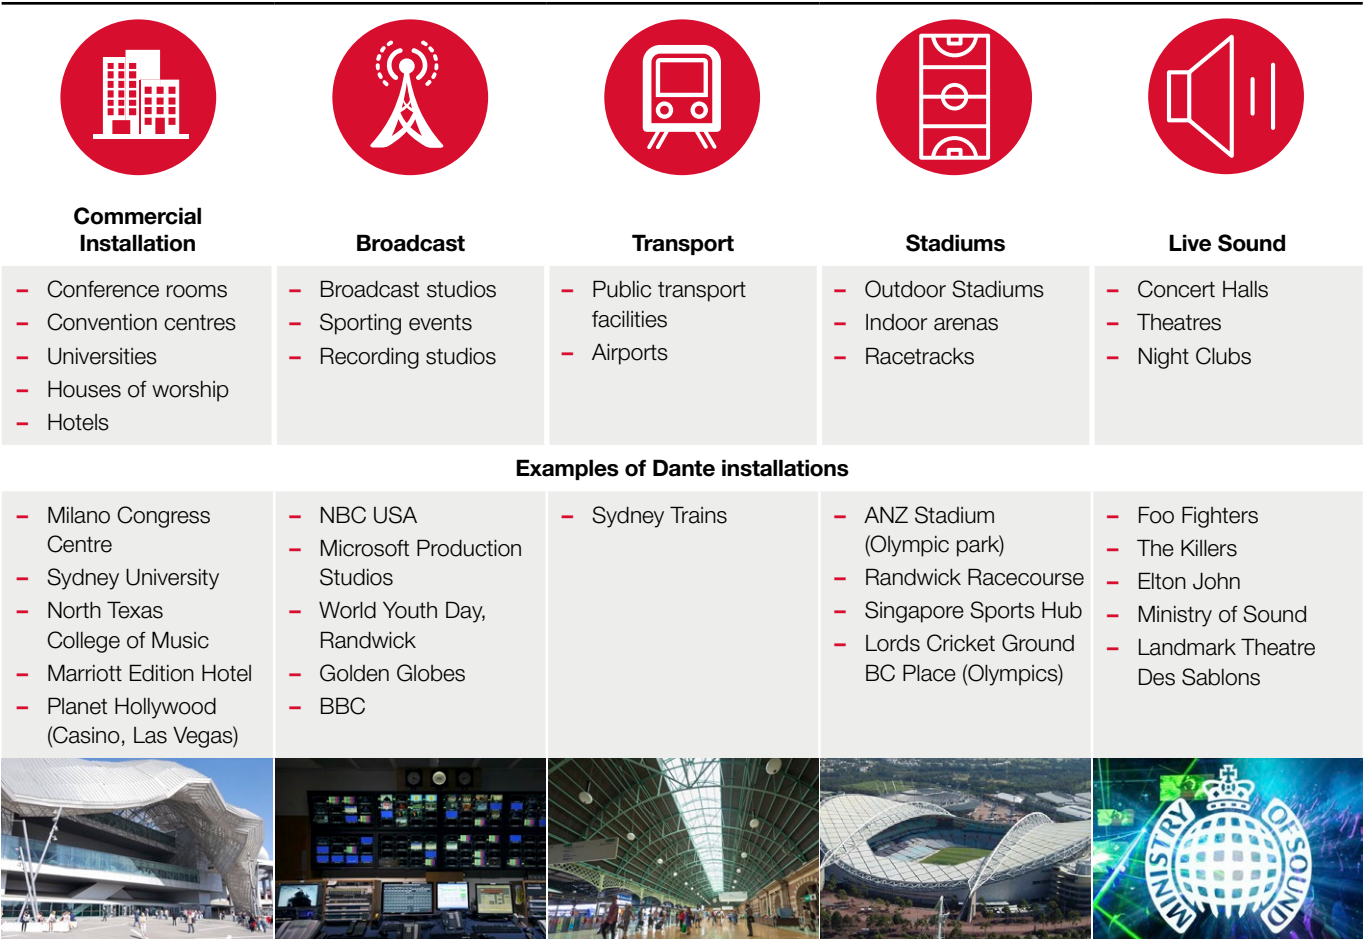 Commercial
Installation
Broadcast
Transport
Stadiums
Live Sound
– Conference rooms
– Convention centres
– Universities
– Houses of worship
– Hotels
– Broadcast studios
– Sporting events
– Recording studios
– Public transport
facilities
– Airports
– Outdoor Stadiums
– Indoor arenas
– Racetracks
– Concert Halls
– Theatres
– Night Clubs
Examples of Dante installations
– Milano Congress
Centre
– Sydney University
– North Texas
College of Music
– Marriott Edition Hotel
– Planet Hollywood
(Casino, Las Vegas)
– NBC USA
– Microsoft Production
Studios
– World Youth Day,
Randwick
– Golden Globes
– BBC
– Sydney Trains
– ANZ Stadium
(Olympic park)
– Randwick Racecourse
– Singapore Sports Hub
– Lords Cricket Ground
BC Place (Olympics)
– Foo Fighters
– The Killers
– Elton John
– Ministry of Sound
– Landmark Theatre
Des Sablons
MINISTRY OF SOUND